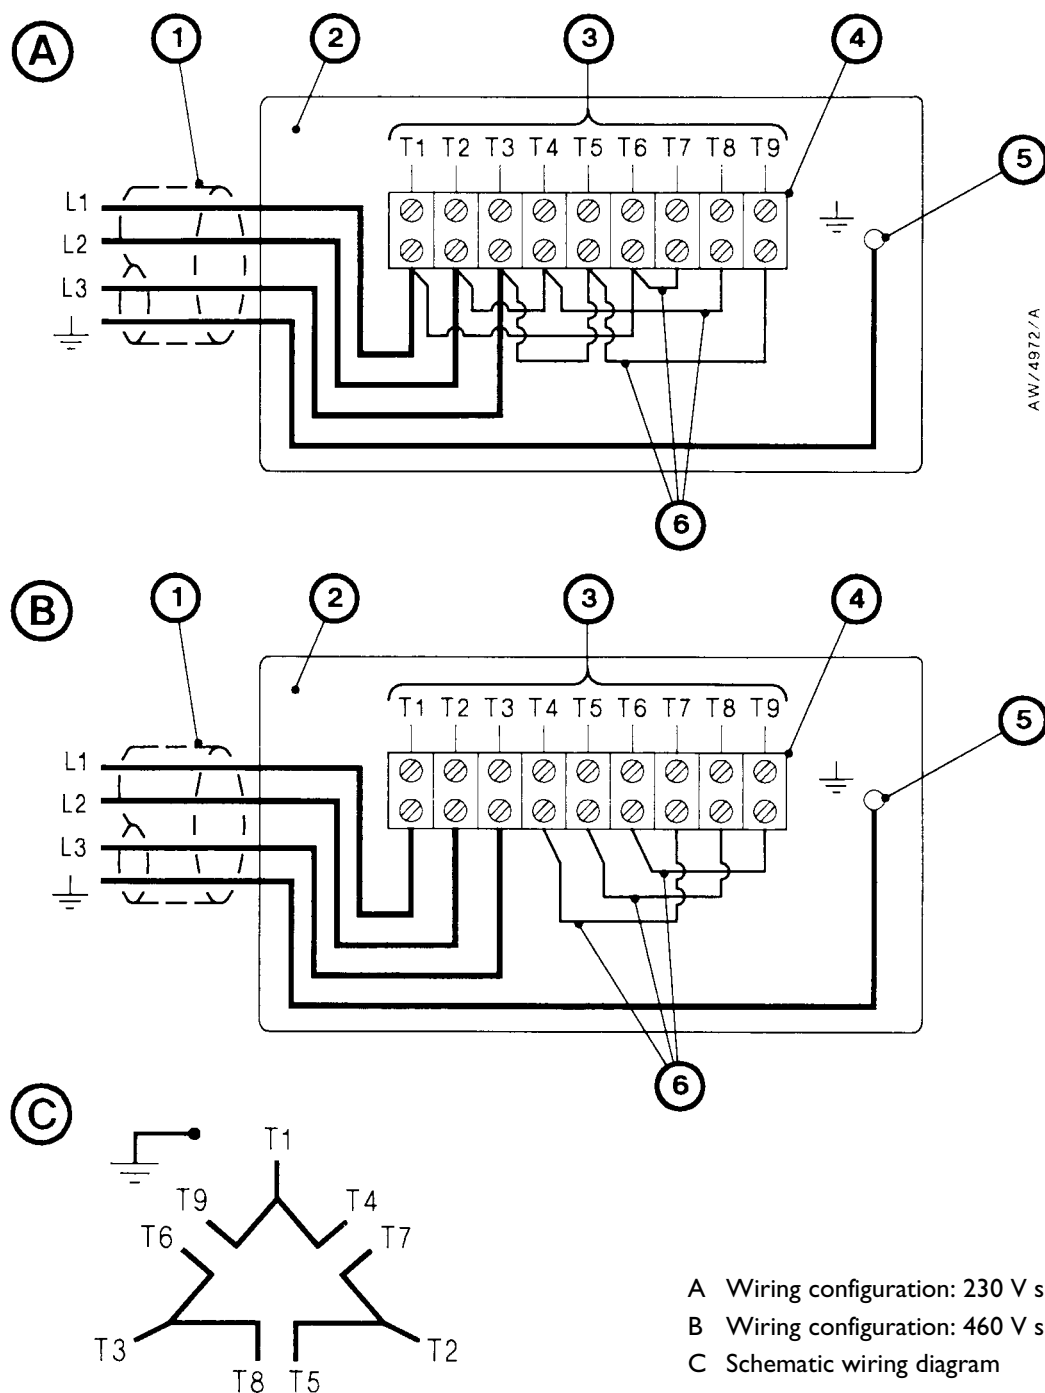 A 1 2 3 4
T1 T2 T3 T4 T5 T6 T7 T8 T9
5
L1
L2
L3
6
AW/4972/A
B 1 2 3 4
T1 T2 T3 T4 T5 T6 T7 T8 T9
5
L1
L2
L3
6
C
T1
T9 T4
T6 T7
T3 T2
T8 T5
A Wiring configuration: 230 V s
B Wiring configuration: 460 V s
C Schematic wiring diagram